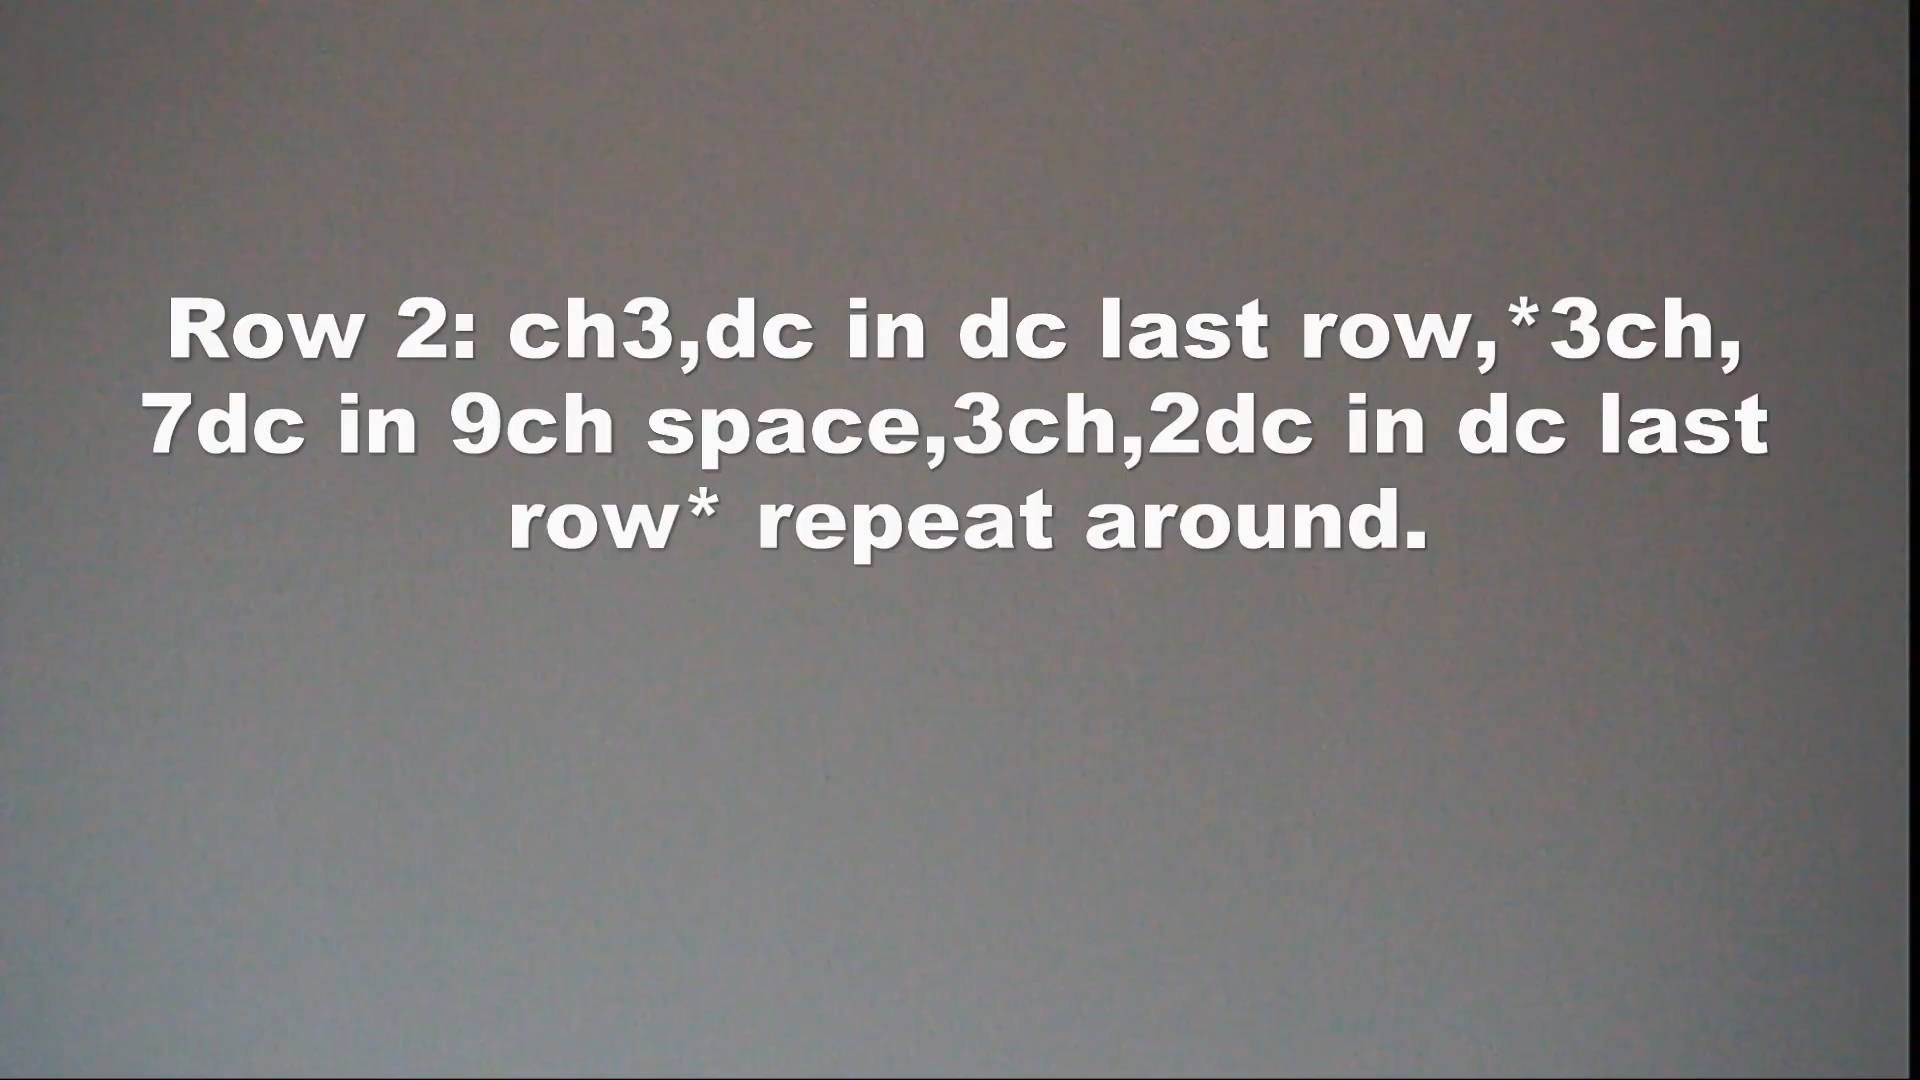 Row 2: ch3,dc in dc last row,*3ch,
7dc in 9ch space,3ch,2dc in dc last
row* repeat around.